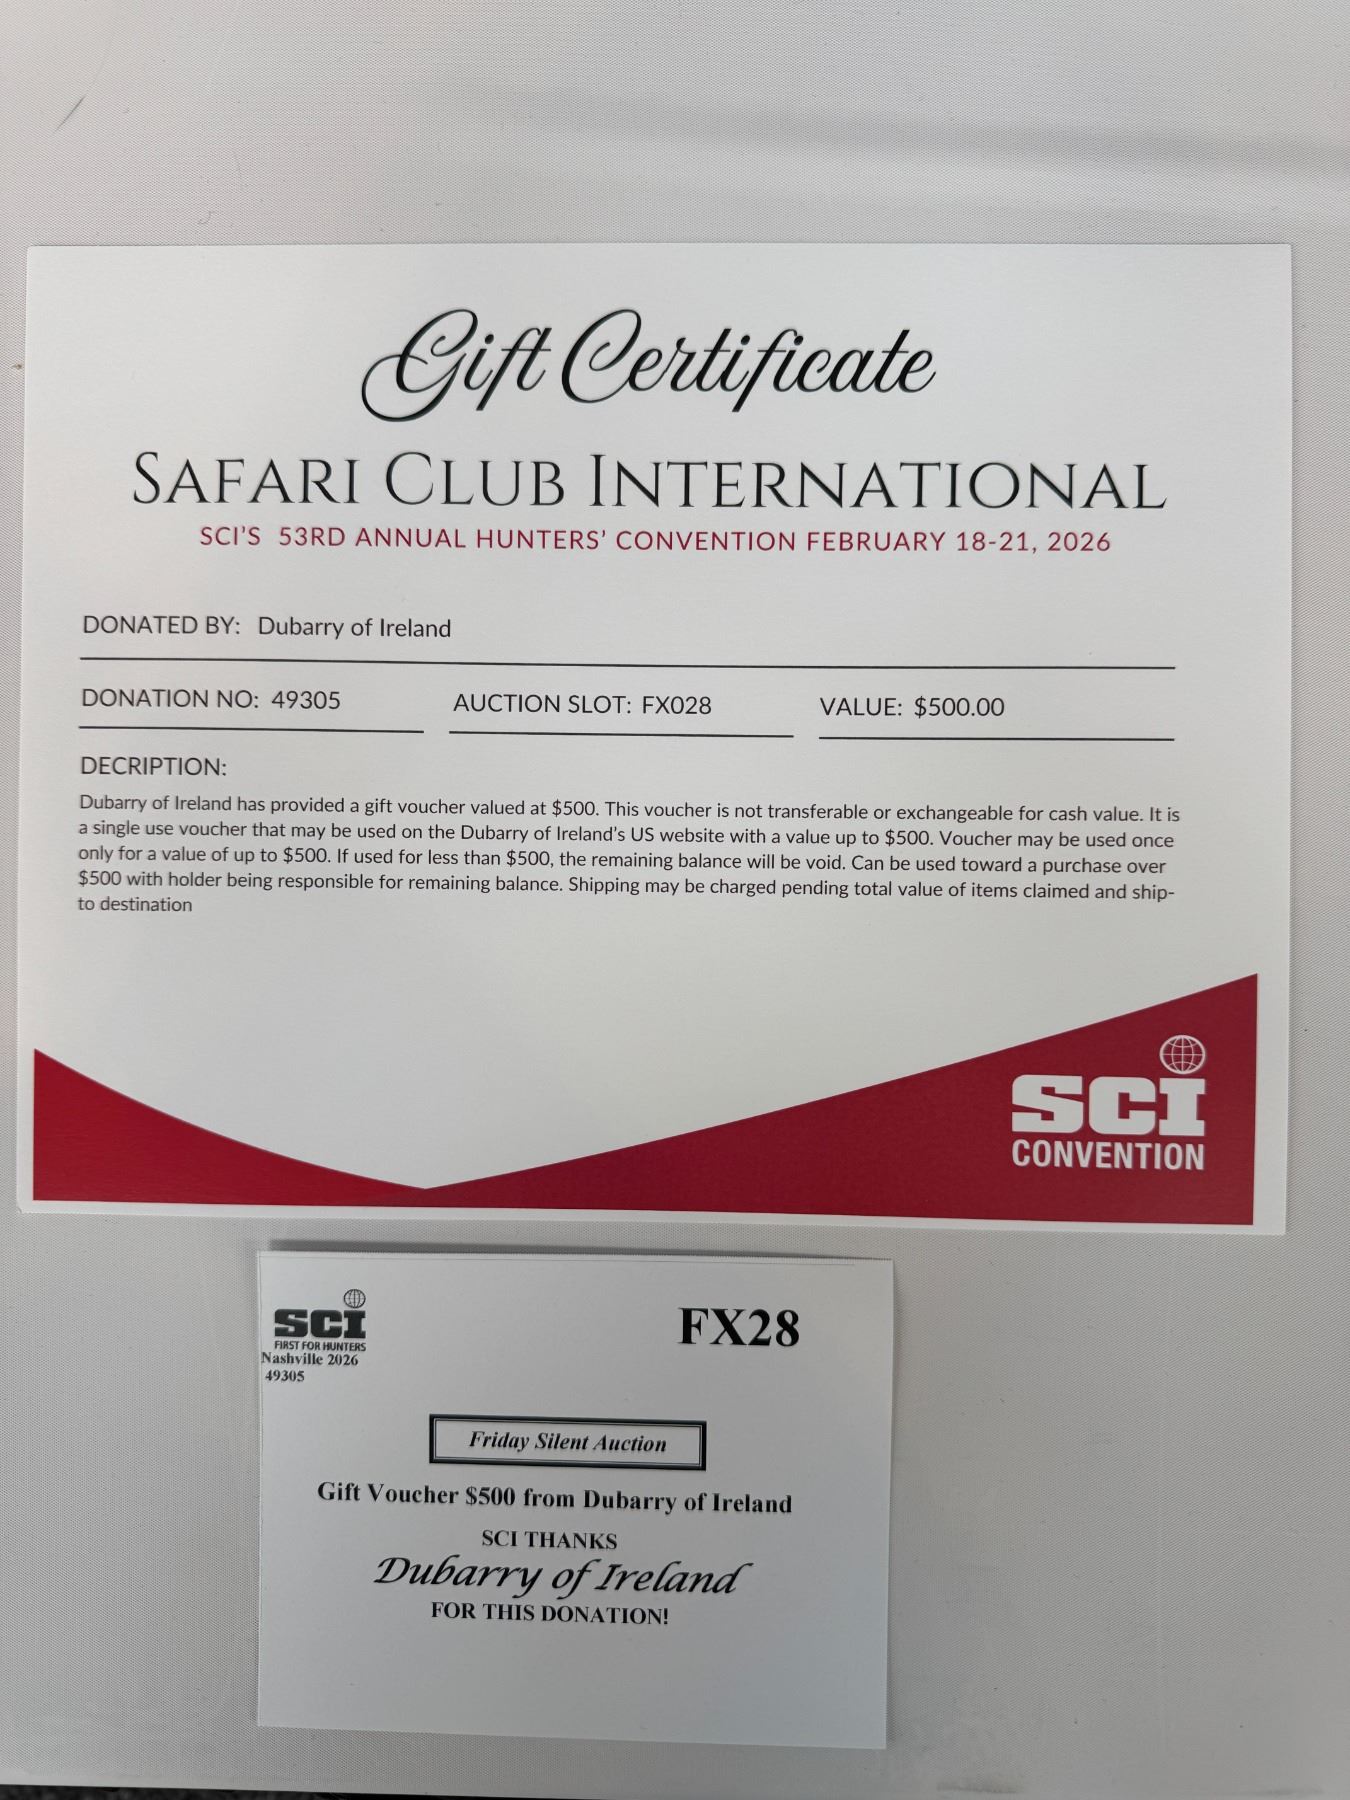 Gift Certificate
SAFARI CLUB INTERNATIONAL
SCI'S 53RD ANNUAL HUNTERS' CONVENTION FEBRUARY 18-21, 2026
DONATED BY: Dubarry of Ireland
DONATION NO: 49305 AUCTION SLOT: FX028 VALUE: $500.00
DECRIPTION:
Dubarry of Ireland has provided a gift voucher valued at $500. This voucher is not transferable or exchangeable for cash value. It is
a single use voucher that may be used on the Dubarry of Ireland's US website with a value up to $500. Voucher may be used once
only for a value of up to $500. If used for less than $500, the remaining balance will be void. Can be used toward a purchase over
$500 with holder being responsible for remaining balance. Shipping may be charged pending total value of items claimed and ship-
to destination
SCI
CONVENTION
SCI
FIRST FOR HUNTERS
Nashville 2026
49305
FX28
Friday Silent Auction
Gift Voucher $500 from Dubarry of Ireland
SCI THANKS
Dubarry of Ireland
FOR THIS DONATION!